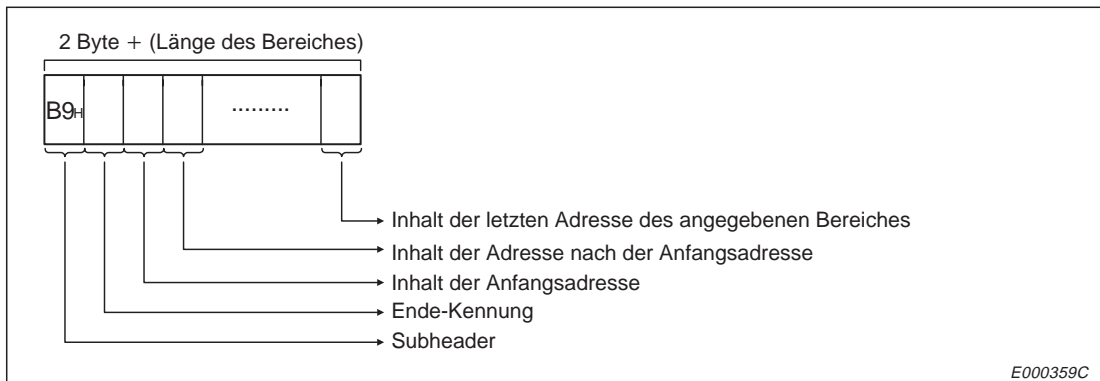 2 Byte + (Länge des Bereiches)
B9H
.........
Inhalt der letzten Adresse des angegebenen Bereiches
Inhalt der Adresse nach der Anfangsadresse
Inhalt der Anfangsadresse
Ende-Kennung
Subheader
E000359C